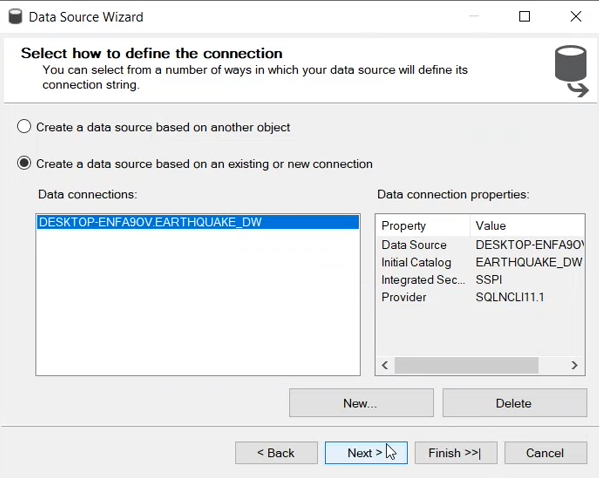 Data Source Wizard
Select how to define the connection
You can select from a number of ways in which your data source will define its
connection string.
Create a data source based on another object
Create a data source based on an existing or new connection
Data connections:
Data connection properties:
DESKTOP-ENFA9OV.EARTHQUAKE_DW
Property Value
Data Source DESKTOP-ENFA9OV
Initial Catalog EARTHQUAKE_DW
Integrated Sec... SSPI
Provider SQLNCLI11.1
New... Delete
< Back Next > Finish >>| Cancel